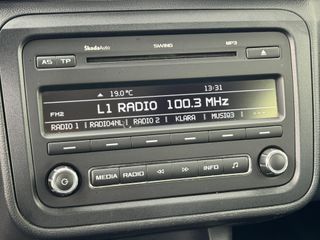 ŠkodaAuto SWING MP3
AS TP
19.0°C 13:31
FM2
L1 RADIO 100.3 MHz
RADIO 1 | RADIO4NL | RADIO 2 | KLARA | MUSIQ3
MEDIA RADIO INFO